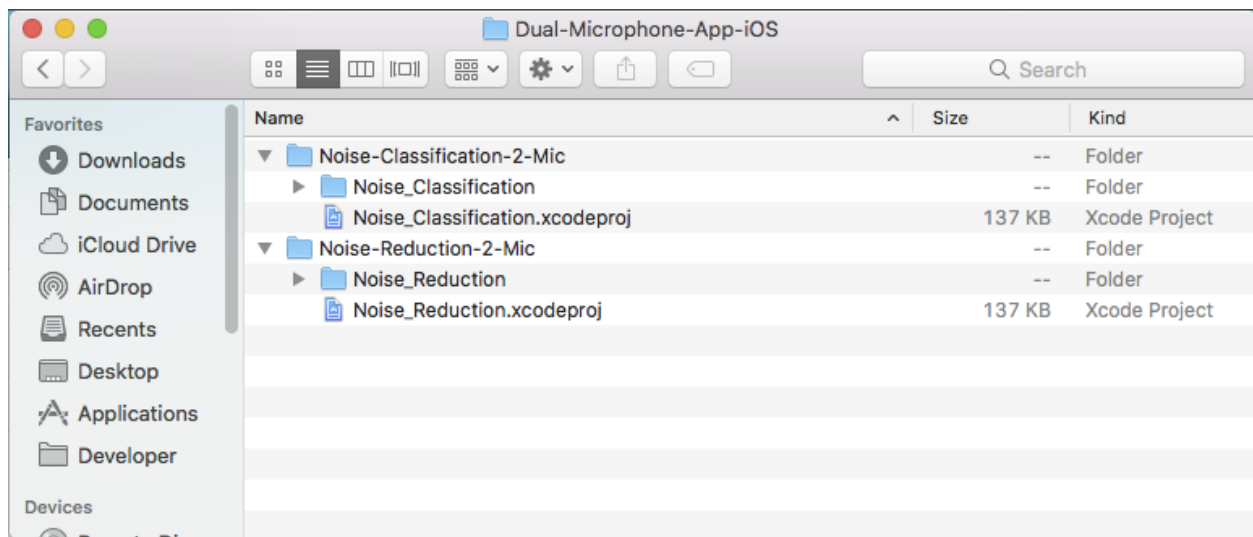 Dual-Microphone-App-iOS
Search
Favorites
Downloads
Documents
iCloud Drive
AirDrop
Recents
Desktop
Applications
Developer
Devices
Name Size Kind
Noise-Classification-2-Mic -- Folder
Noise_Classification -- Folder
Noise_Classification.xcodeproj 137 KB Xcode Project
Noise-Reduction-2-Mic -- Folder
Noise_Reduction -- Folder
Noise_Reduction.xcodeproj 137 KB Xcode Project